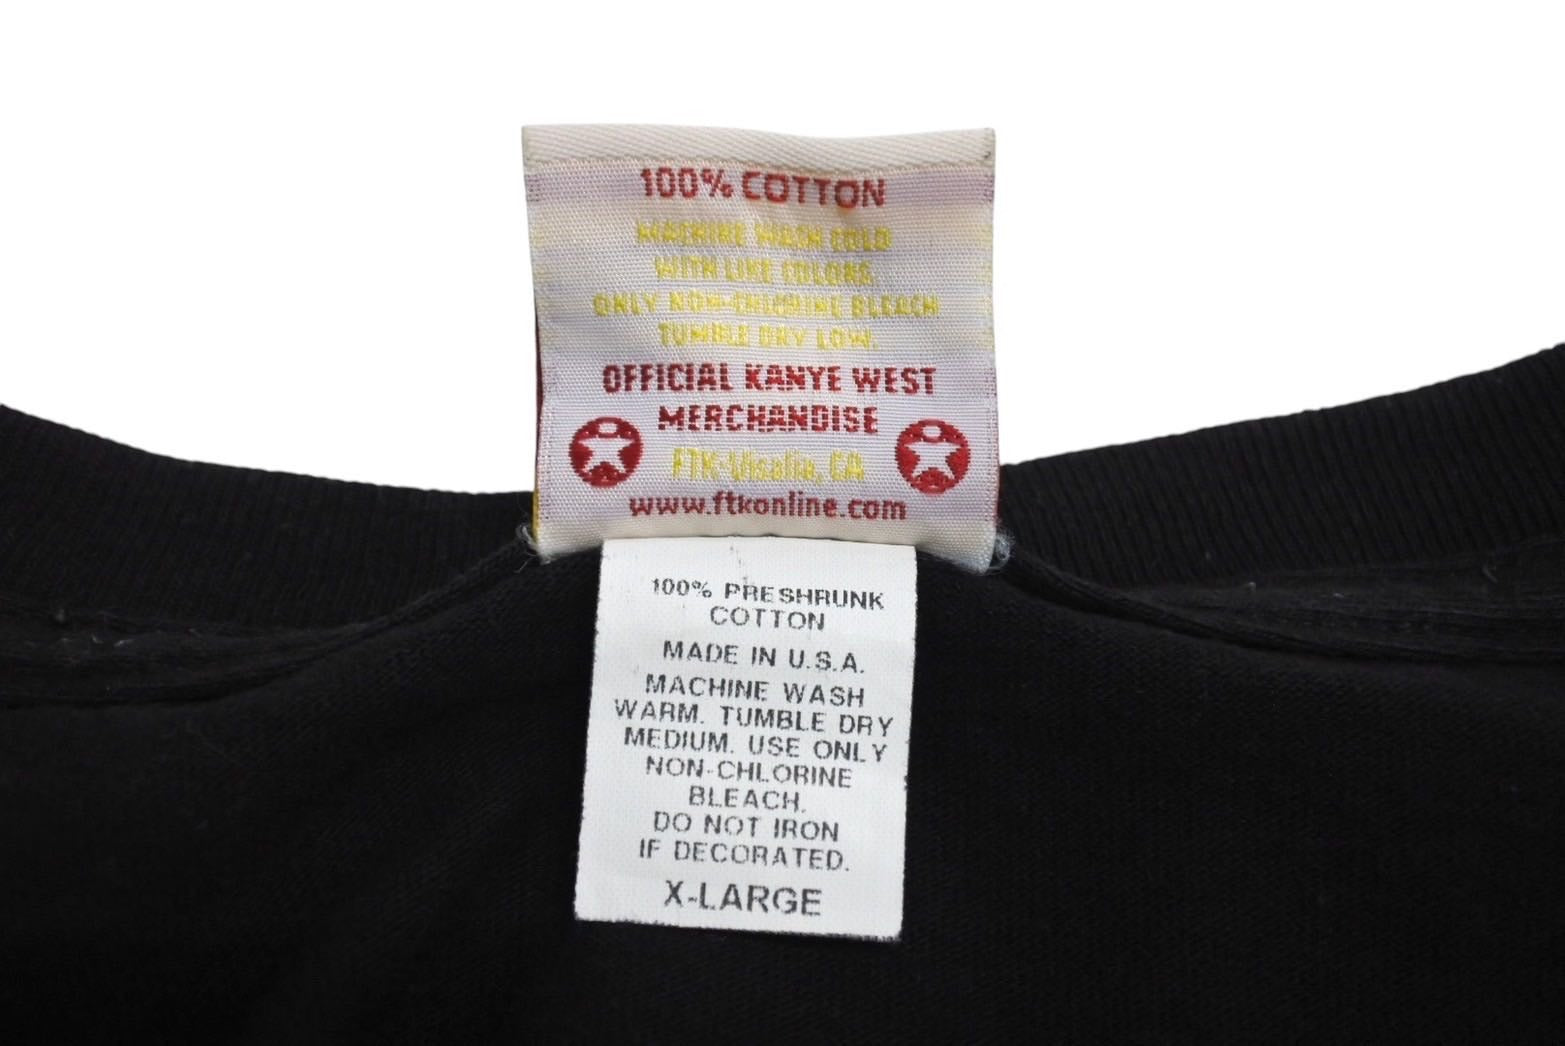 100% COTTON
MACHINE WASH COLD
WITH LIKE COLORS.
ONLY NON-CHLORINE BLEACH
TUMBLE DRY LOW.
OFFICIAL KANYE WEST
MERCHANDISE
FTK-Visalia, CA
www.ftkonline.com
100% PRESHRUNK
COTTON
MADE IN U.S.A.
MACHINE WASH
WARM. TUMBLE DRY
MEDIUM. USE ONLY
NON-CHLORINE
BLEACH.
DO NOT IRON
IF DECORATED.
X-LARGE